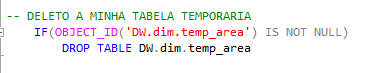 -- DELETO A MINHA TABELA TEMPORARIA
IF(OBJECT_ID('DW.dim.temp_area') IS NOT NULL)
DROP TABLE DW.dim.temp_area